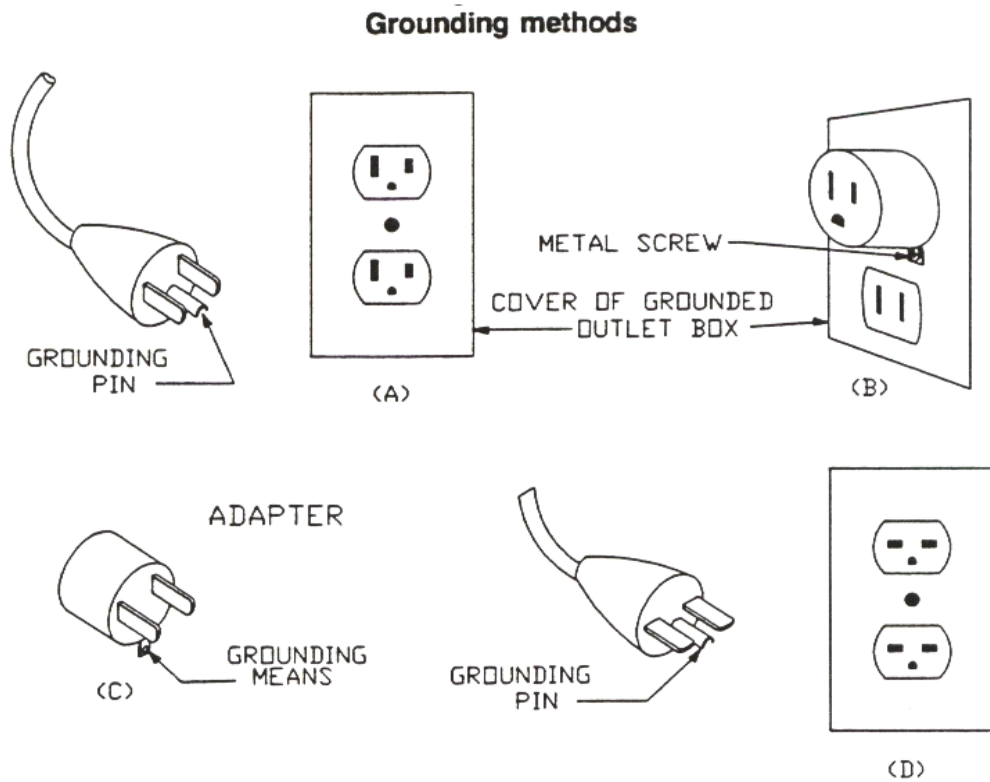 Grounding methods
METAL SCREW
COVER OF GROUNDED
OUTLET BOX
GROUNDING
PIN
(A)
(B)
ADAPTER
GROUNDING
MEANS
(C)
GROUNDING
PIN
(D)